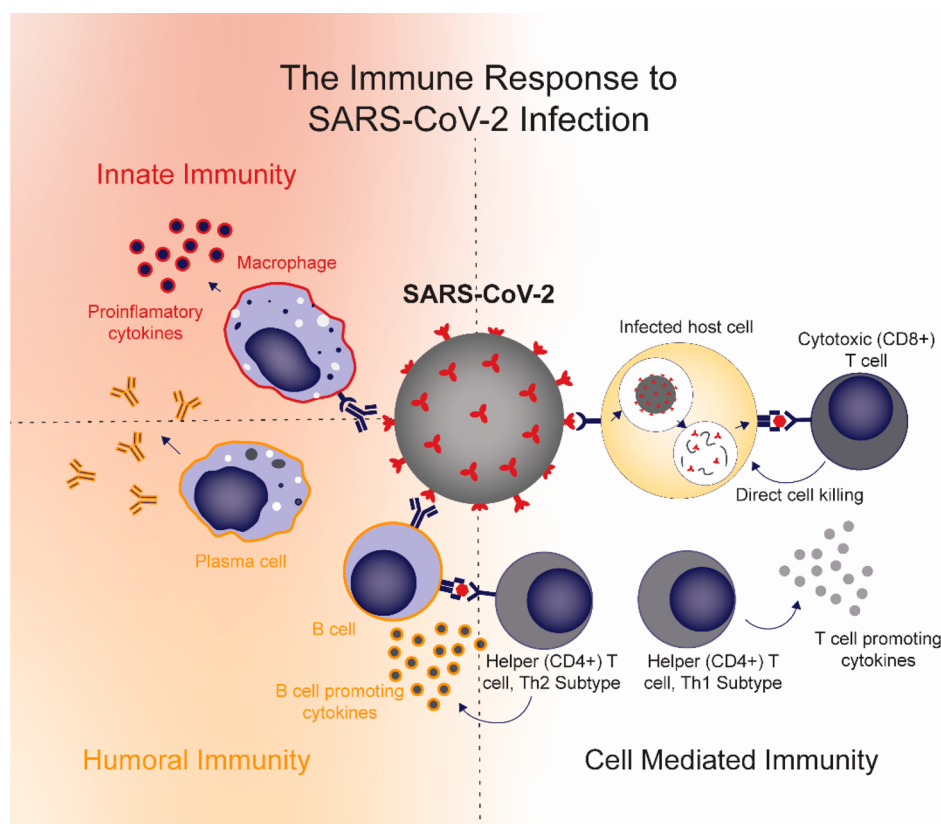 The Immune Response to
SARS-CoV-2 Infection
Innate Immunity
Macrophage
Proinflamatory
cytokines
SARS-CoV-2
Infected host cell
Cytotoxic (CD8+)
T cell
Direct cell killing
Plasma cell
B cell
B cell promoting
cytokines
Helper (CD4+) T
cell, Th2 Subtype
Helper (CD4+) T
cell, Th1 Subtype
T cell promoting
cytokines
Humoral Immunity
Cell Mediated Immunity